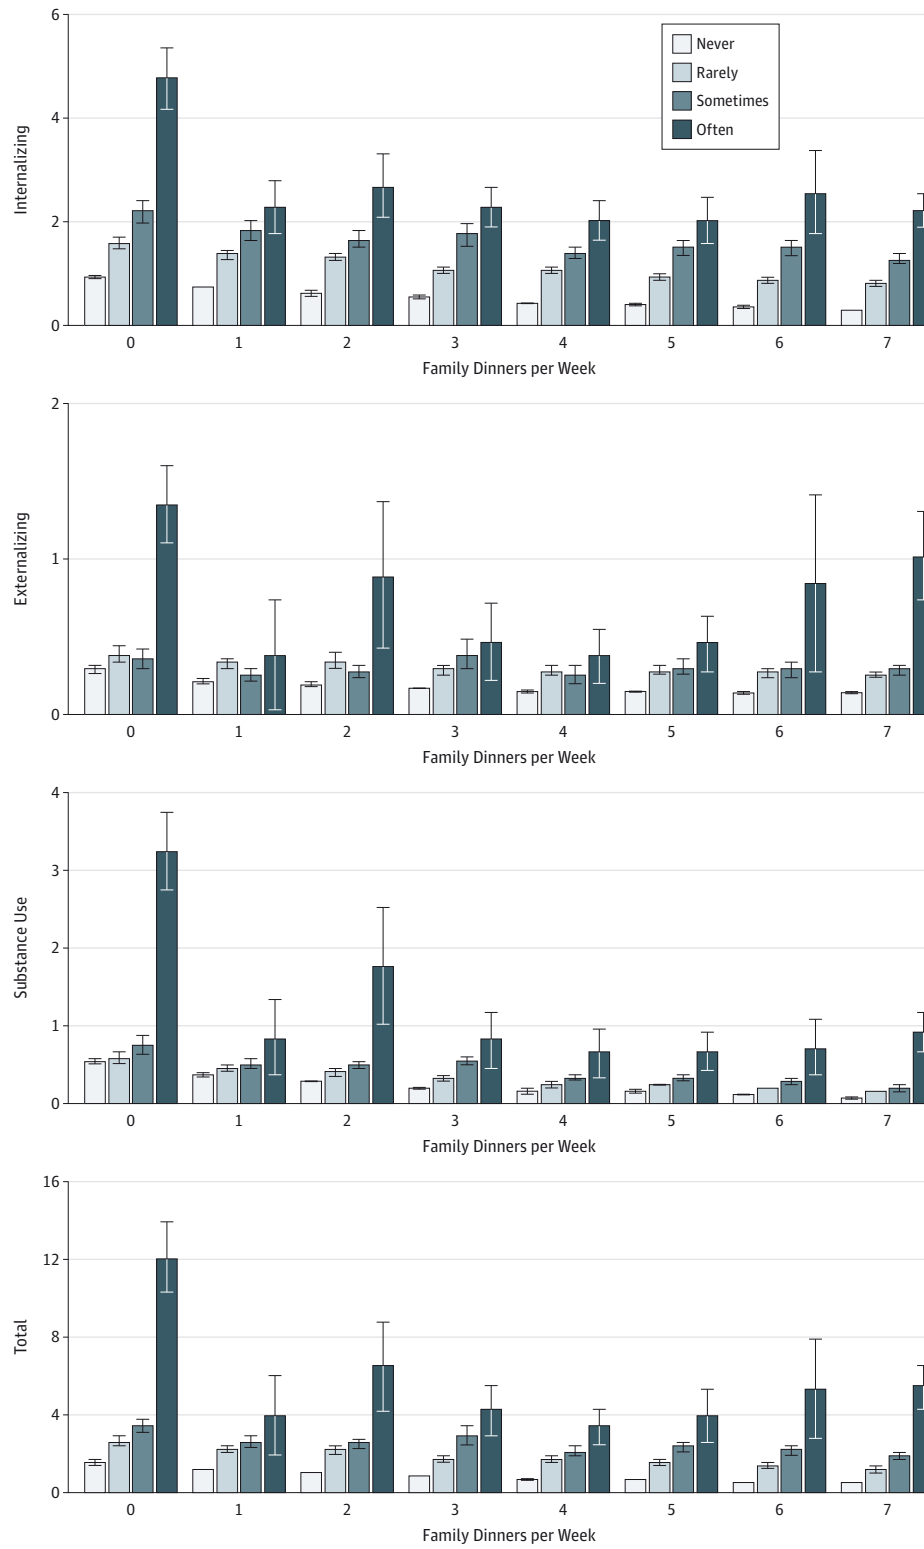 6
4
2
0
Internalizing
Never
Rarely
Sometimes
Often
0 1 2 3 4 5 6 7
Family Dinners per Week
2
1
0
Externalizing
0 1 2 3 4 5 6 7
Family Dinners per Week
4
3
2
1
0
Substance Use
0 1 2 3 4 5 6 7
Family Dinners per Week
16
12
8
4
0
Total
0 1 2 3 4 5 6 7
Family Dinners per Week